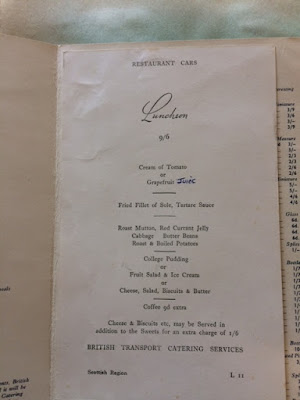 RESTAURANT CARS
Luncheon
9/6
Cream of Tomato
or
Grapefruit Juice
Fried Fillet of Sole, Tartare Sauce
Roast Mutton, Red Currant Jelly
Cabbage Butter Beans
Roast & Boiled Potatoes
College Pudding
or
Fruit Salad & Ice Cream
or
Cheese, Salad, Biscuits & Butter
Coffee 9d extra
Cheese & Biscuits etc, may be Served in
addition to the Sweets for an extra charge of 1/6
BRITISH TRANSPORT CATERING SERVICES
Scottish Region L 11
British
Catering